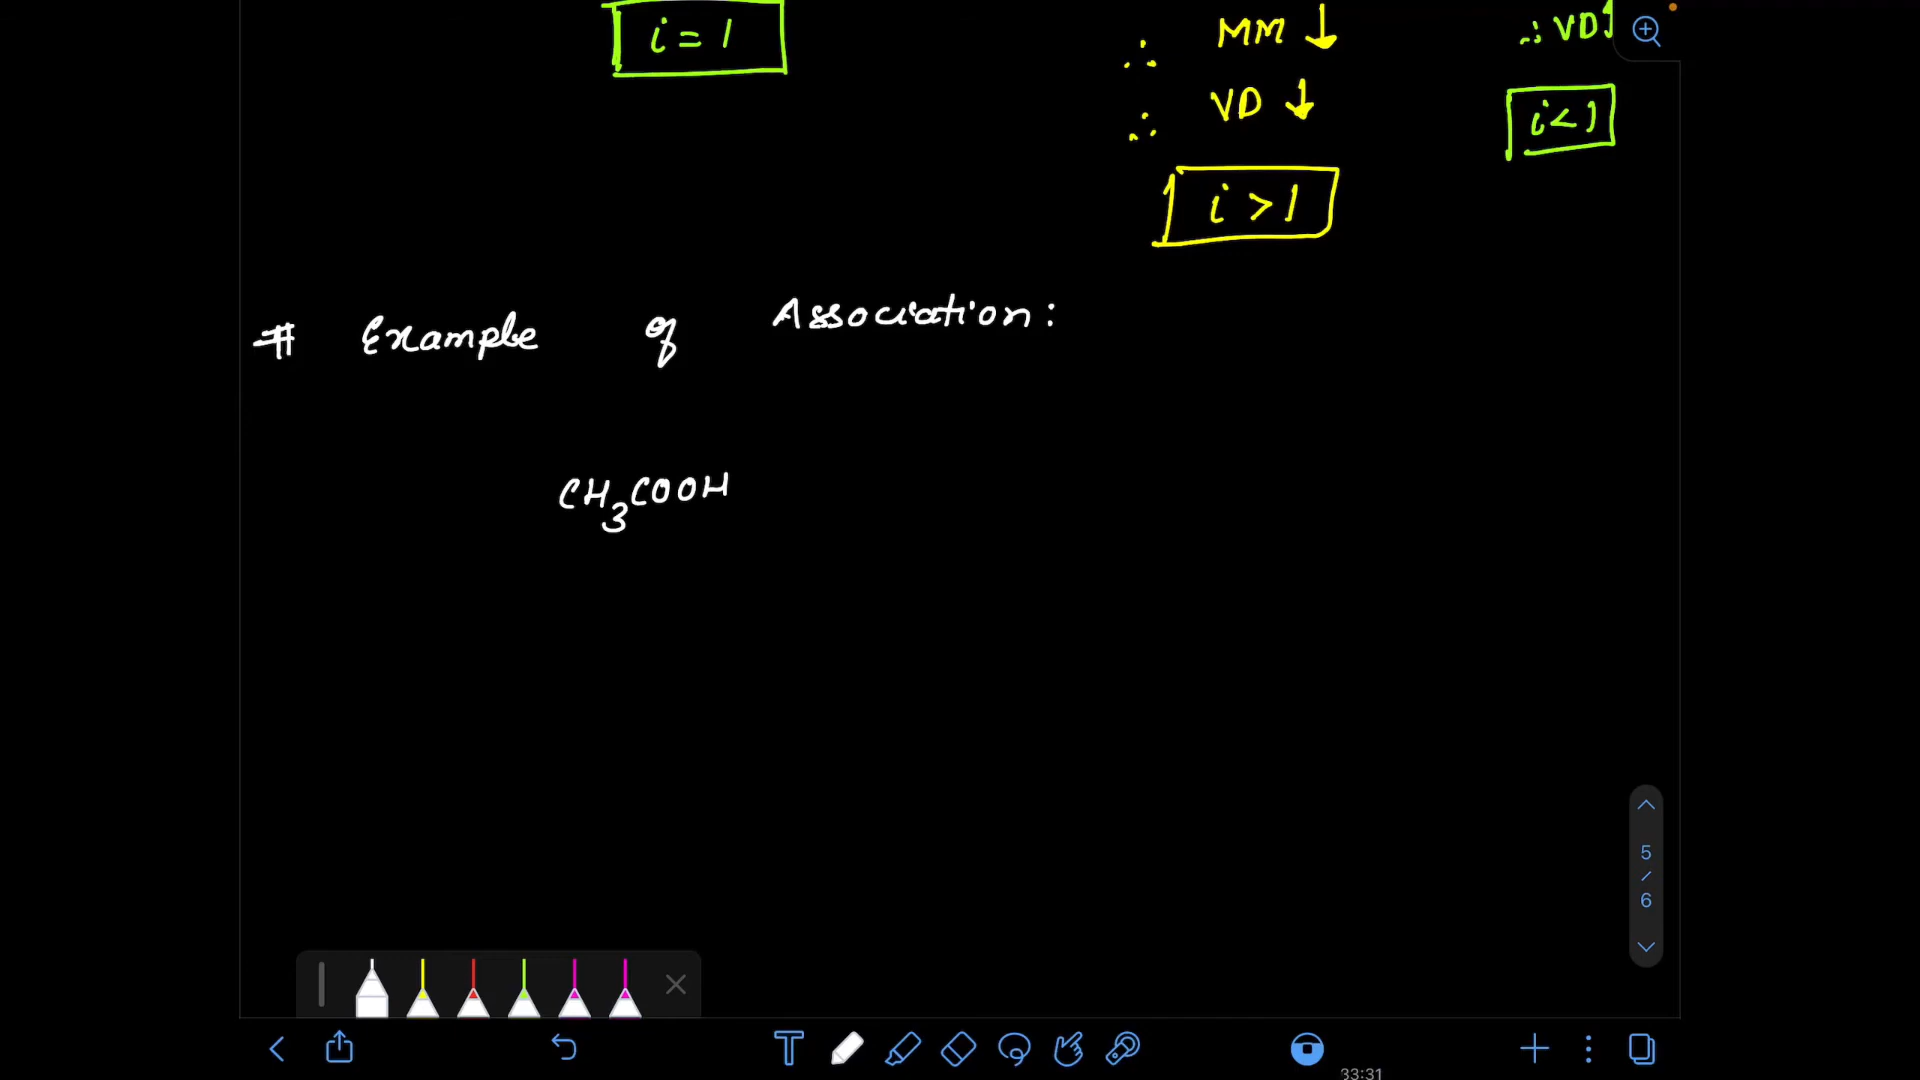 i = 1
∴ MM ↓
∴ VD ↓
i > 1
∴ VD
i < 1
# Example of Association:
CH₃COOH
5
/
6
T
33:31